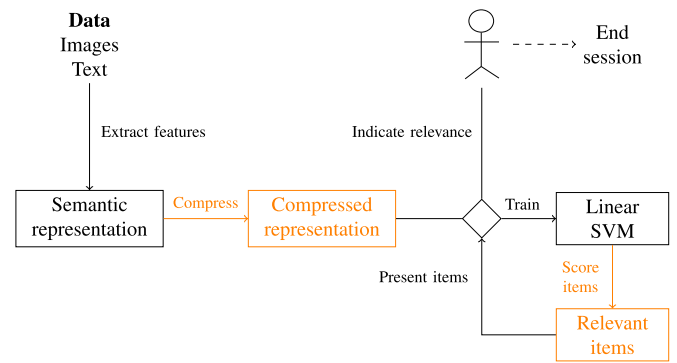 Data
Images
Text
End
session
Extract features
Indicate relevance
Semantic
representation
Compress
Compressed
representation
Train
Linear
SVM
Present items
Score
items
Relevant
items